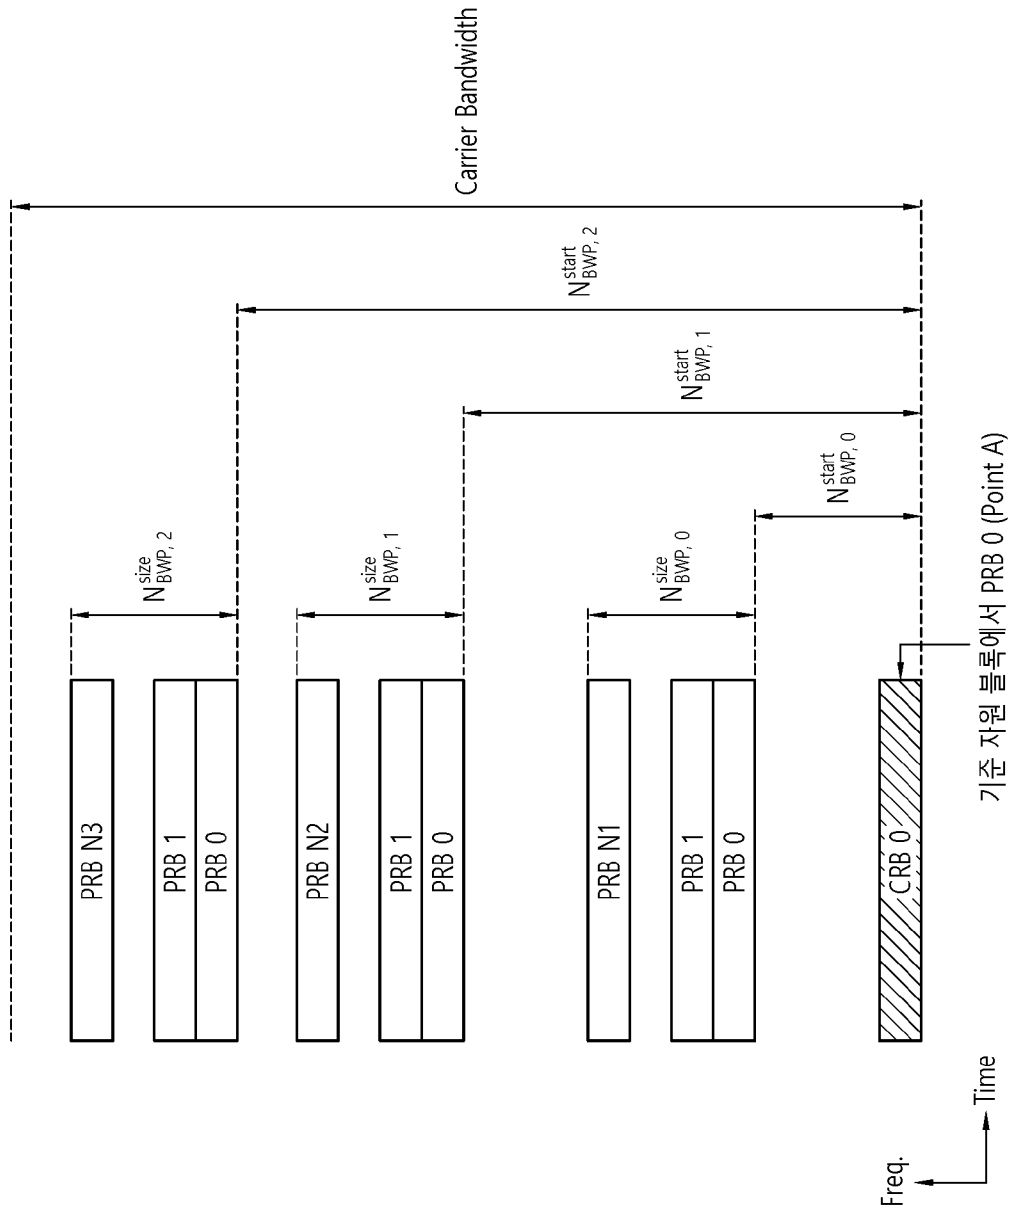 Carrier Bandwidth
N^start_BWP, 2
N^start_BWP, 1
N^start_BWP, 0
N^size_BWP, 2
N^size_BWP, 1
N^size_BWP, 0
PRB N3
PRB 1
PRB 0
PRB N2
PRB 1
PRB 0
PRB N1
PRB 1
PRB 0
CRB 0
기준 자원 블록에서 PRB 0 (Point A)
Freq.
Time